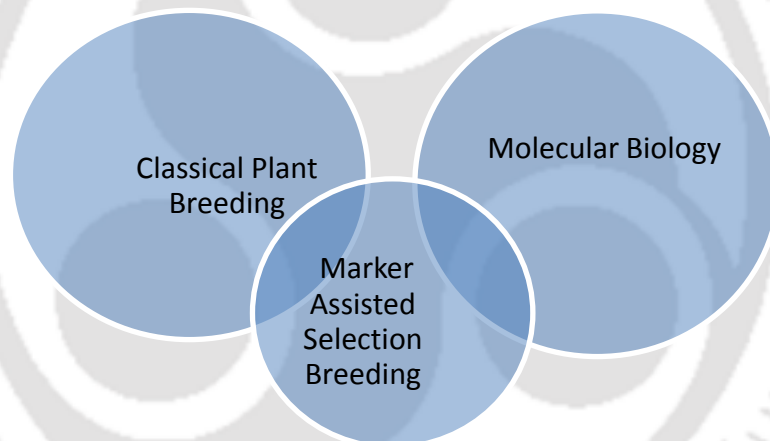 Classical Plant
Breeding
Molecular Biology
Marker
Assisted
Selection
Breeding